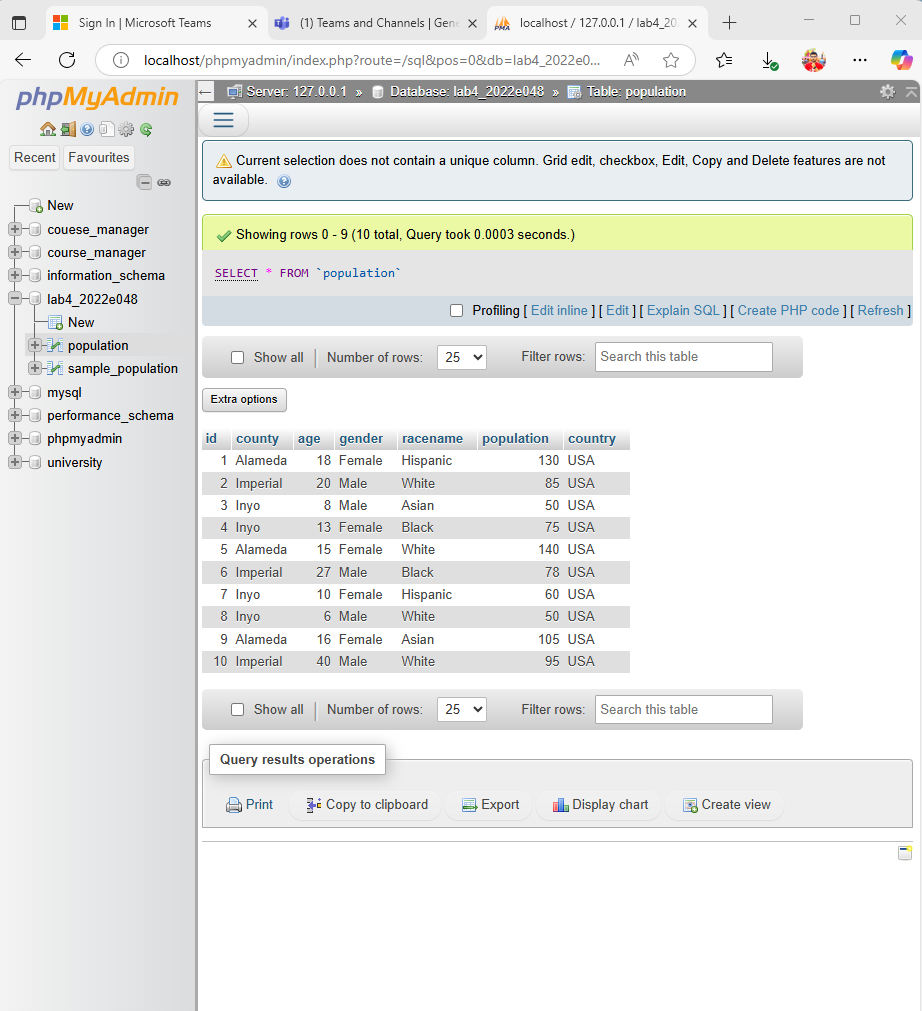 Sign In | Microsoft Teams
(1) Teams and Channels | Gene
localhost / 127.0.0.1 / lab4_20
localhost/phpmyadmin/index.php?route=/sql&pos=0&db=lab4_2022e0...
phpMyAdmin
Recent Favourites
New
couese_manager
course_manager
information_schema
lab4_2022e048
New
population
sample_population
mysql
performance_schema
phpmyadmin
university
Server: 127.0.0.1 » Database: lab4_2022e048 » Table: population
Current selection does not contain a unique column. Grid edit, checkbox, Edit, Copy and Delete features are not
available.
Showing rows 0 - 9 (10 total, Query took 0.0003 seconds.)
SELECT * FROM `population`
Profiling [ Edit inline ] [ Edit ] [ Explain SQL ] [ Create PHP code ] [ Refresh ]
Show all | Number of rows: 25 Filter rows: Search this table
Extra options
id county age gender racename population country
1 Alameda 18 Female Hispanic 130 USA
2 Imperial 20 Male White 85 USA
3 Inyo 8 Male Asian 50 USA
4 Inyo 13 Female Black 75 USA
5 Alameda 15 Female White 140 USA
6 Imperial 27 Male Black 78 USA
7 Inyo 10 Female Hispanic 60 USA
8 Inyo 6 Male White 50 USA
9 Alameda 16 Female Asian 105 USA
10 Imperial 40 Male White 95 USA
Show all | Number of rows: 25 Filter rows: Search this table
Query results operations
Print Copy to clipboard Export Display chart Create view